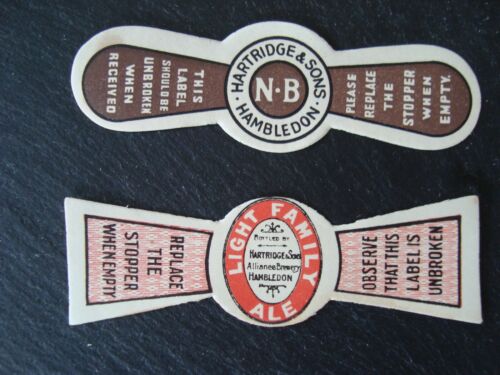 THIS
LABEL
SHOULD BE
UNBROKEN
WHEN
RECEIVED
· HARTRIDGE & SONS ·
N·B
HAMBLEDON.
PLEASE
REPLACE
THE
STOPPER
WHEN
EMPTY.
REPLACE
THE
STOPPER
WHEN EMPTY
LIGHT FAMILY
BOTTLED BY
HARTRIDGE & SONS
Alliance Brewery
HAMBLEDON
ALE
OBSERVE
THAT THIS
LABEL IS
UNBROKEN